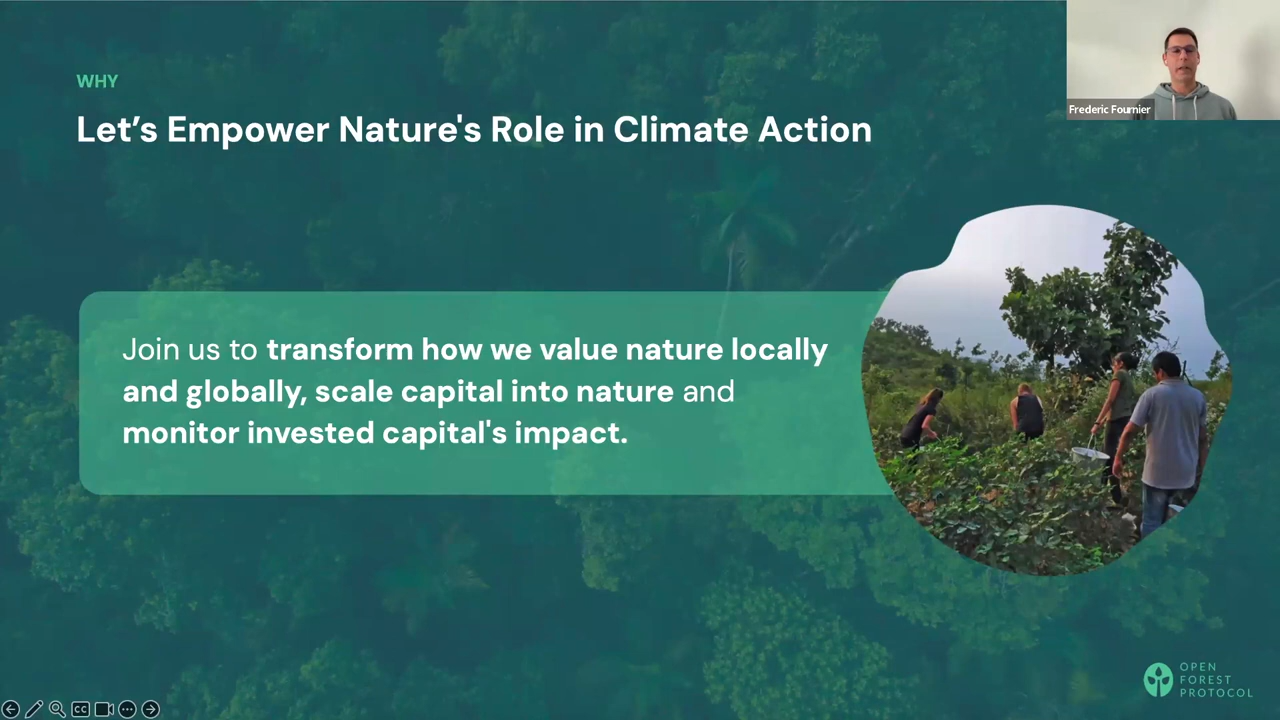 WHY
Let’s Empower Nature's Role in Climate Action
Frederic Fournier
Join us to transform how we value nature locally
and globally, scale capital into nature and
monitor invested capital's impact.
OPEN
FOREST
PROTOCOL
CC